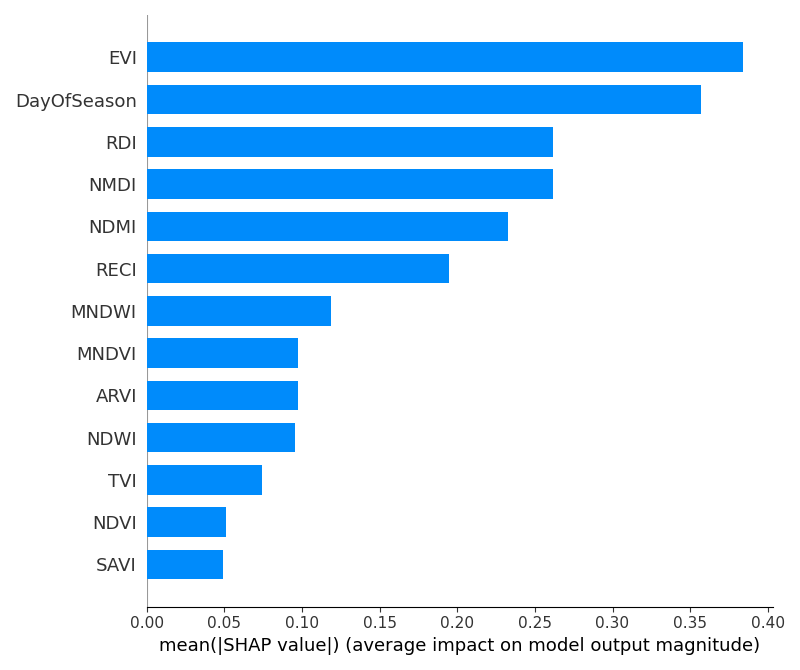 EVI
DayOfSeason
RDI
NMDI
NDMI
RECI
MNDWI
MNDVI
ARVI
NDWI
TVI
NDVI
SAVI
0.00 0.05 0.10 0.15 0.20 0.25 0.30 0.35 0.40
mean(|SHAP value|) (average impact on model output magnitude)